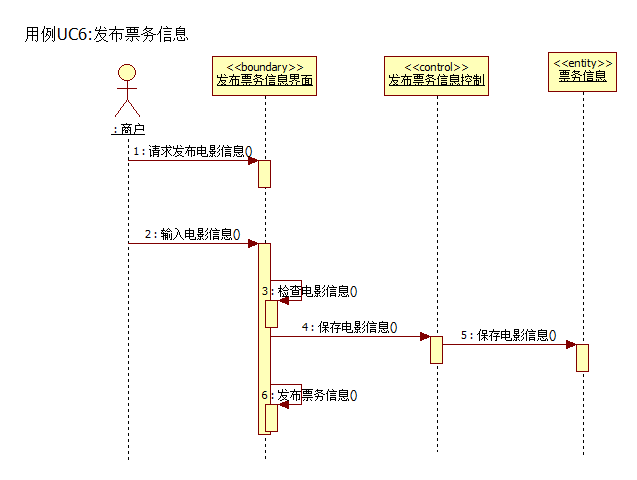 用例UC6:发布票务信息
<<boundary>>
发布票务信息界面
<<control>>
发布票务信息控制
<<entity>>
票务信息
: 商户
1 : 请求发布电影信息()
2 : 输入电影信息()
3 : 检查电影信息()
4 : 保存电影信息()
5 : 保存电影信息()
6 : 发布票务信息()